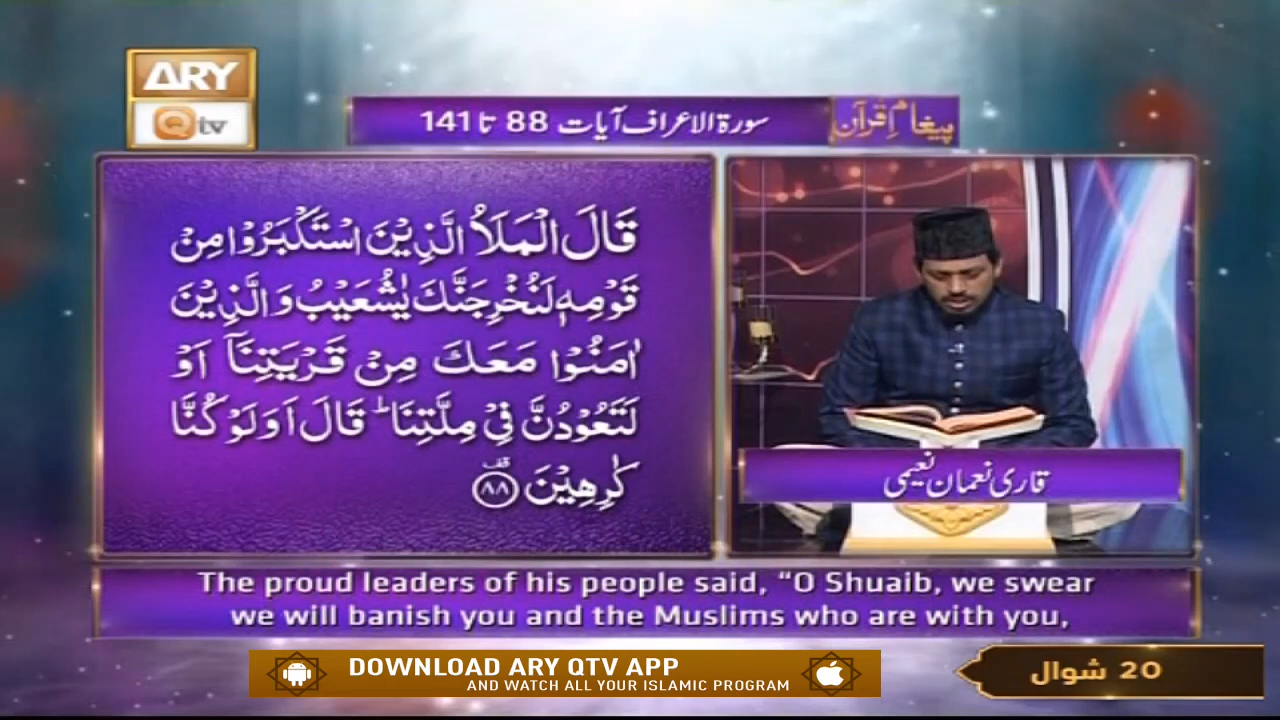 ARY
Qtv
پیغامِ قرآن
سورۃ الاعراف آیات 88 تا 141
قَالَ الْمَلَاُ الَّذِیْنَ اسْتَكْبَرُوْا مِنْ
قَوْمِهٖ لَنُخْرِجَنَّكَ یٰشُعَیْبُ وَ الَّذِیْنَ
اٰمَنُوْا مَعَكَ مِنْ قَرْیَتِنَاۤ اَوْ
لَتَعُوْدُنَّ فِیْ مِلَّتِنَاؕ قَالَ اَوَ لَوْ كُنَّا
كٰرِهِیْنَ ﴿۸۸﴾ قف
قاری نعمان نعیمی
The proud leaders of his people said, “O Shuaib, we swear
we will banish you and the Muslims who are with you,
DOWNLOAD ARY QTV APP
AND WATCH ALL YOUR ISLAMIC PROGRAM
20 شوال